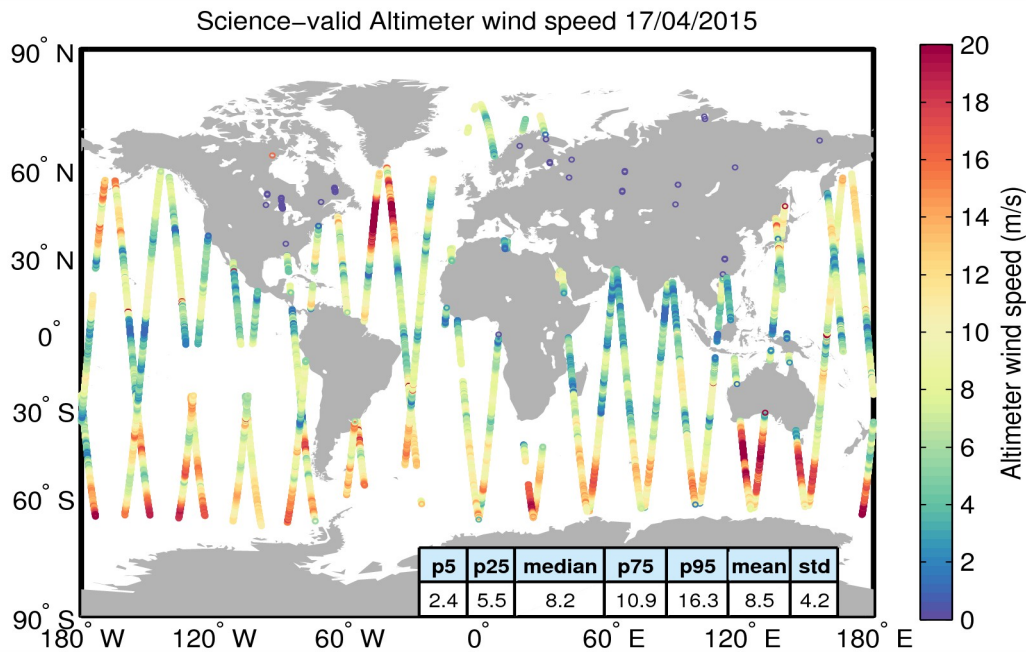 Science−valid Altimeter wind speed 17/04/2015
90° N
60° N
30° N
0°
30° S
60° S
90° S
180° W
120° W
60° W
0°
60° E
120° E
180° E
p5 p25 median p75 p95 mean std
2.4 5.5 8.2 10.9 16.3 8.5 4.2
20
18
16
14
12
10
8
6
4
2
0
Altimeter wind speed (m/s)